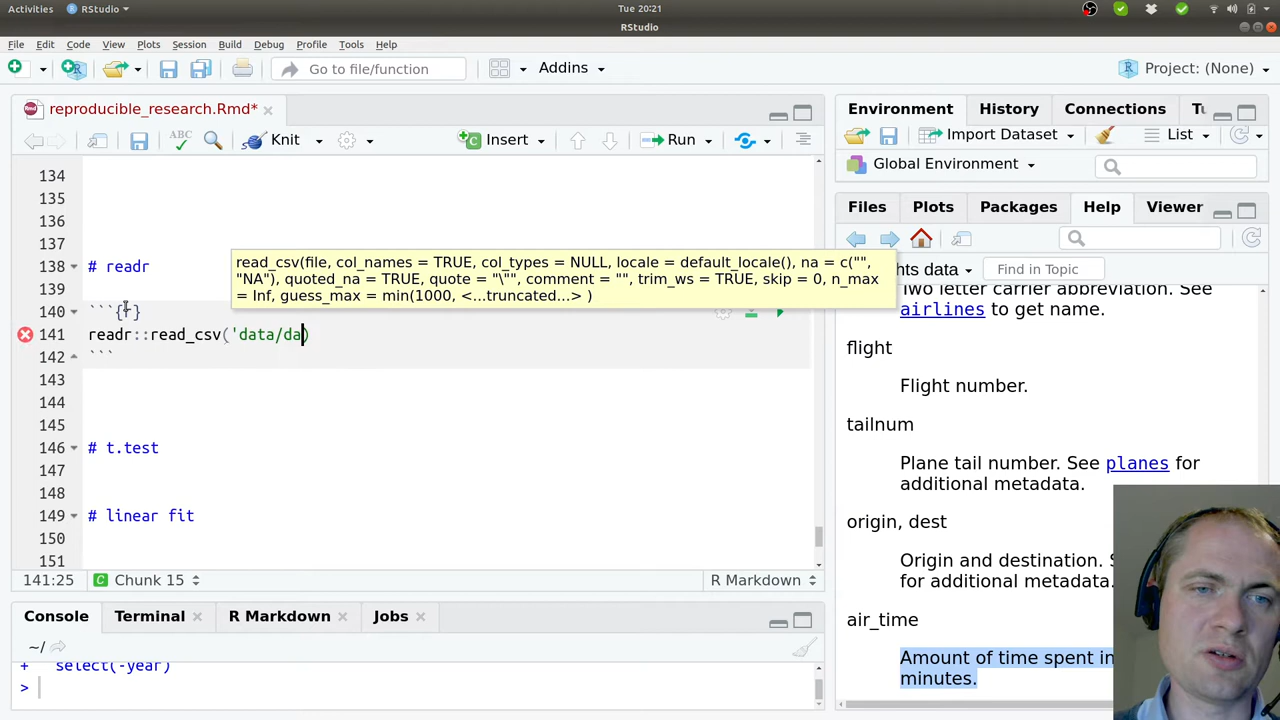 Activities
RStudio
Tue 20:21
RStudio
File Edit Code View Plots Session Build Debug Profile Tools Help
Go to file/function
Addins
Project: (None)
reproducible_research.Rmd*
ABC
Knit
Insert
Run
134
135
136
137
138 # readr
139
140 ```{r}
141 readr::read_csv('data/da)
142 ```
143
144
145
146 # t.test
147
148
149 # linear fit
150
151
read_csv(file, col_names = TRUE, col_types = NULL, locale = default_locale(), na = c("",
"NA"), quoted_na = TRUE, quote = "\"", comment = "", trim_ws = TRUE, skip = 0, n_max
= Inf, guess_max = min(1000, <...truncated...> )
141:25 Chunk 15 R Markdown
Console Terminal R Markdown Jobs
~/
+ select(-year)
>
Environment History Connections
Import Dataset List
Global Environment
Files Plots Packages Help Viewer
hts data Find in Topic
Two letter carrier abbreviation. See
airlines to get name.
flight
Flight number.
tailnum
Plane tail number. See planes for
additional metadata.
origin, dest
Origin and destination.
for additional metadata.
air_time
Amount of time spent in
minutes.